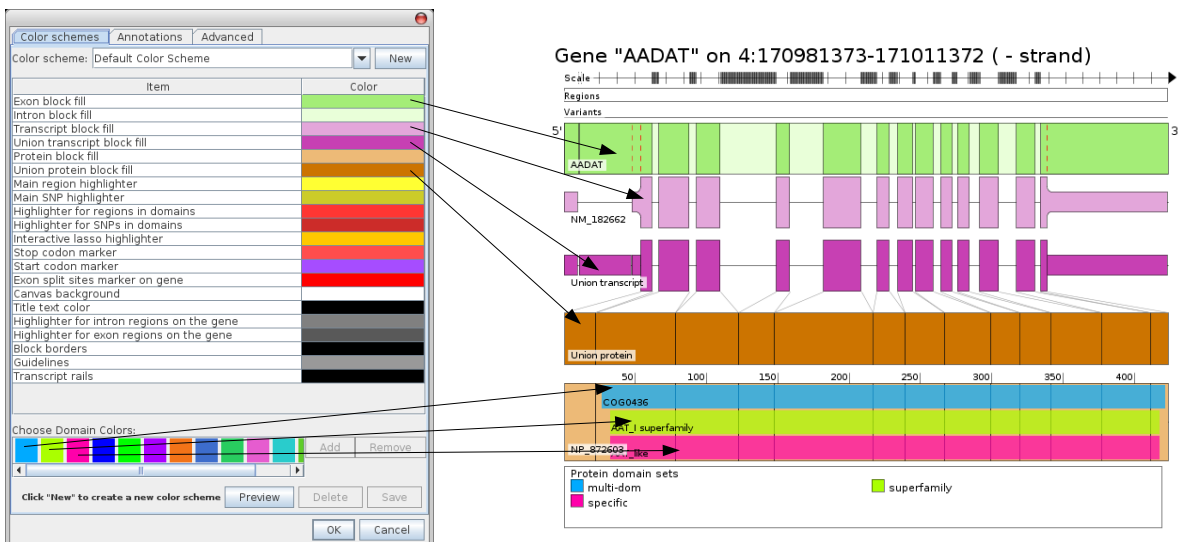 Color schemes Annotations Advanced
Color scheme: Default Color Scheme New
Item Color
Exon block fill
Intron block fill
Transcript block fill
Union transcript block fill
Protein block fill
Union protein block fill
Main region highlighter
Main SNP highlighter
Highlighter for regions in domains
Highlighter for SNPs in domains
Interactive lasso highlighter
Stop codon marker
Start codon marker
Exon split sites marker on gene
Canvas background
Title text color
Highlighter for intron regions on the gene
Highlighter for exon regions on the gene
Block borders
Guidelines
Transcript rails
Choose Domain Colors:
Add Remove
Click "New" to create a new color scheme Preview Delete Save
OK Cancel
Gene "AADAT" on 4:170981373-171011372 ( - strand)
Scale
Regions
Variants
5' 3
AADAT
NM_182662
Union transcript
Union protein
50 100 150 200 250 300 350 400
COG0436
AAT_I superfamily
NP_872603
like
Protein domain sets
multi-dom superfamily
specific